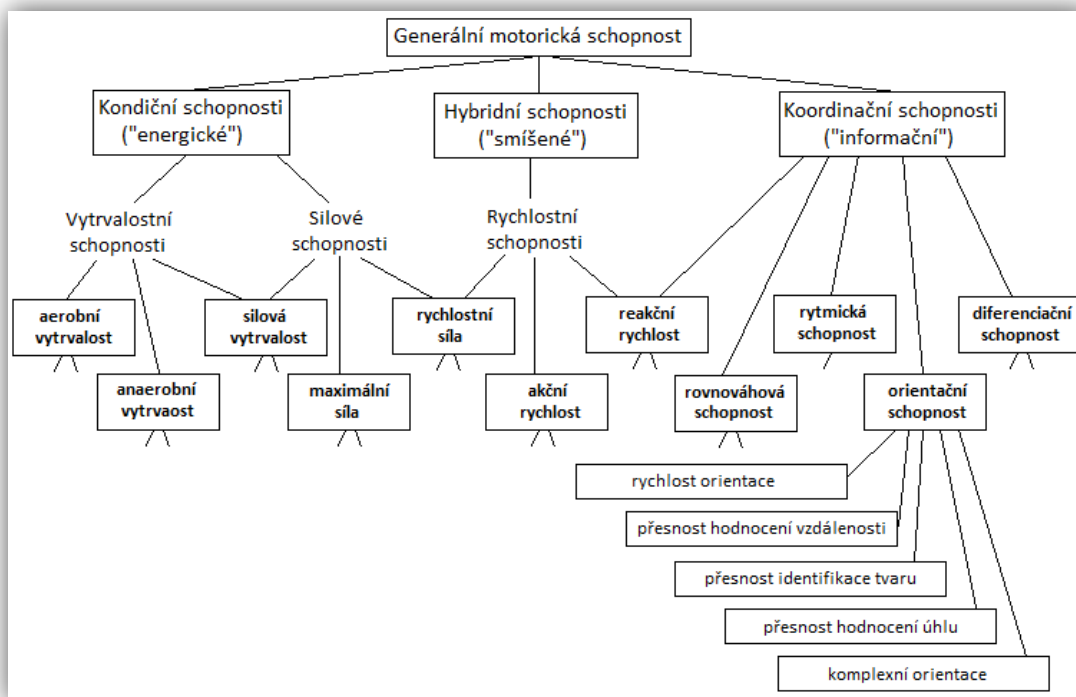 Generální motorická schopnost
Kondiční schopnosti
("energické")
Hybridní schopnosti
("smíšené")
Koordinační schopnosti
("informační")
Vytrvalostní
schopnosti
Silové
schopnosti
Rychlostní
schopnosti
aerobní
vytrvalost
silová
vytrvalost
rychlostní
síla
reakční
rychlost
rytmická
schopnost
diferenciační
schopnost
anaerobní
vytrvaost
maximální
síla
akční
rychlost
rovnováhová
schopnost
orientační
schopnost
rychlost orientace
přesnost hodnocení vzdálenosti
přesnost identifikace tvaru
přesnost hodnocení úhlu
komplexní orientace